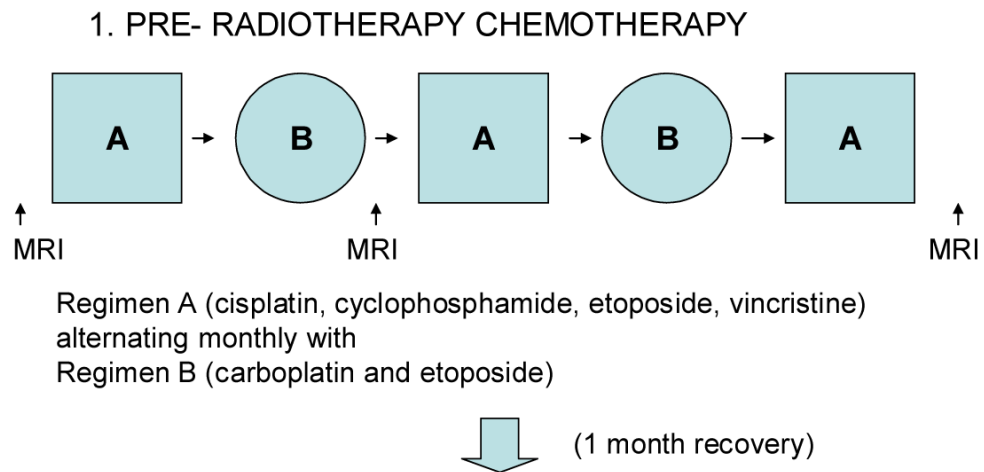 1. PRE- RADIOTHERAPY CHEMOTHERAPY
A B A B A
MRI MRI MRI
Regimen A (cisplatin, cyclophosphamide, etoposide, vincristine)
alternating monthly with
Regimen B (carboplatin and etoposide)
(1 month recovery)